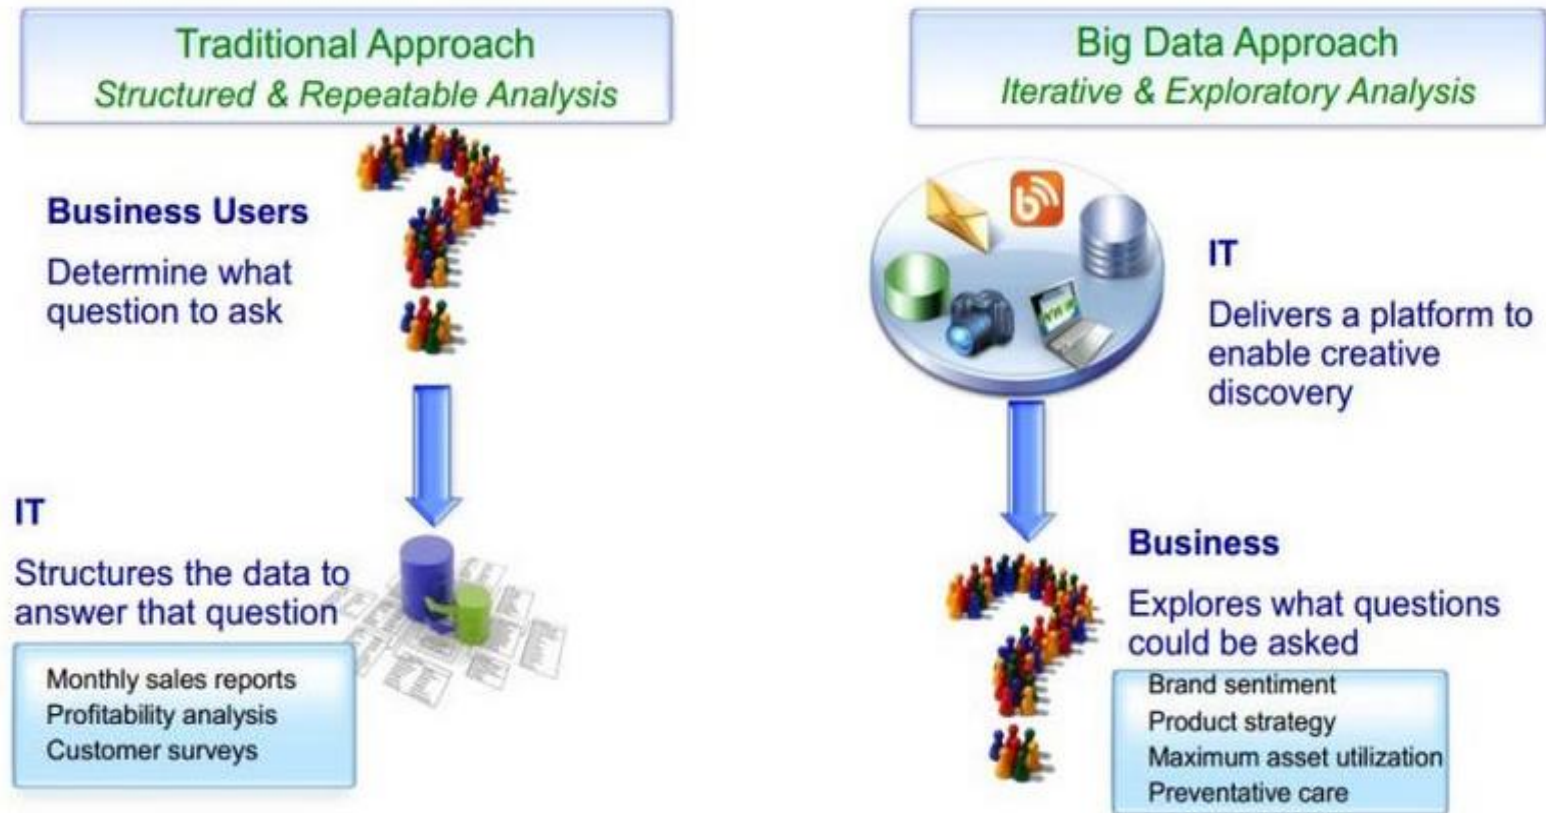 Traditional Approach
Structured & Repeatable Analysis
Business Users
Determine what
question to ask
IT
Structures the data to
answer that question
Monthly sales reports
Profitability analysis
Customer surveys
Big Data Approach
Iterative & Exploratory Analysis
IT
Delivers a platform to
enable creative
discovery
Business
Explores what questions
could be asked
Brand sentiment
Product strategy
Maximum asset utilization
Preventative care